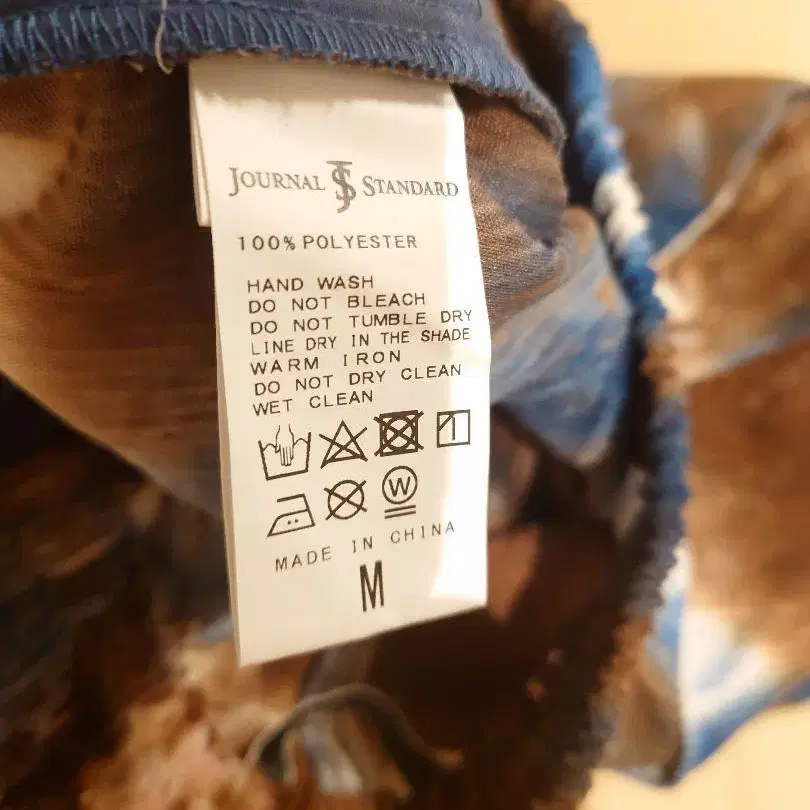 JOURNAL JS STANDARD
100% POLYESTER
HAND WASH
DO NOT BLEACH
DO NOT TUMBLE DRY
LINE DRY IN THE SHADE
WARM IRON
DO NOT DRY CLEAN
WET CLEAN
W
MADE IN CHINA
M